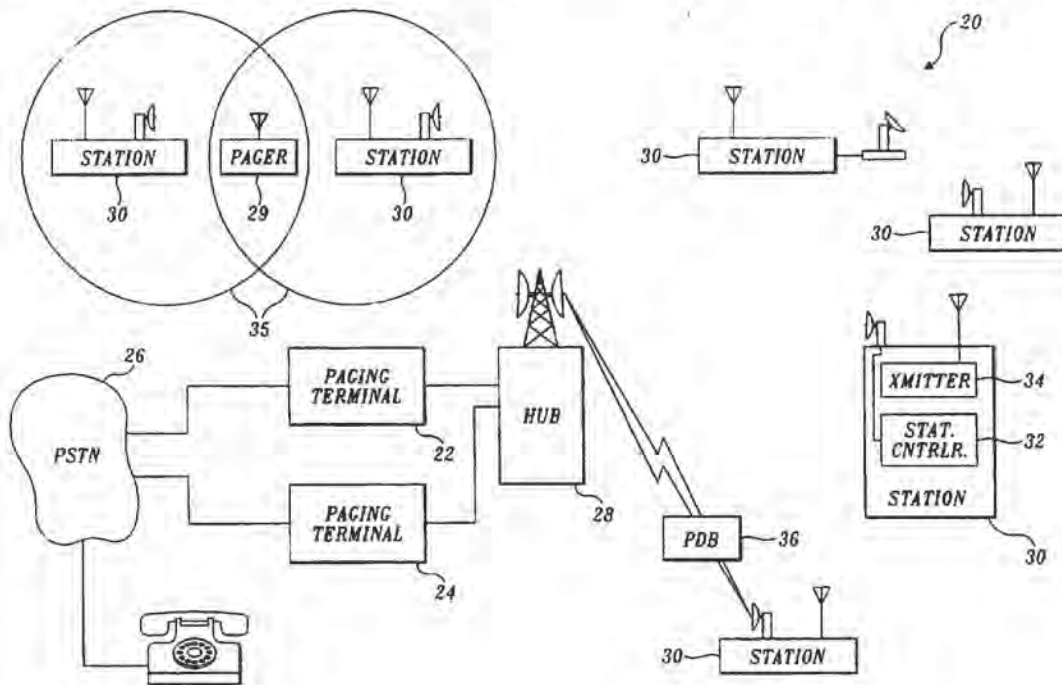 20
STATION
30
PAGER
29
STATION
30
30
STATION
30
STATION
35
26
PSTN
PAGING
TERMINAL
22
PAGING
TERMINAL
24
HUB
28
XMITTER
34
STAT.
CNTRLR.
32
STATION
30
PDB
36
30
STATION